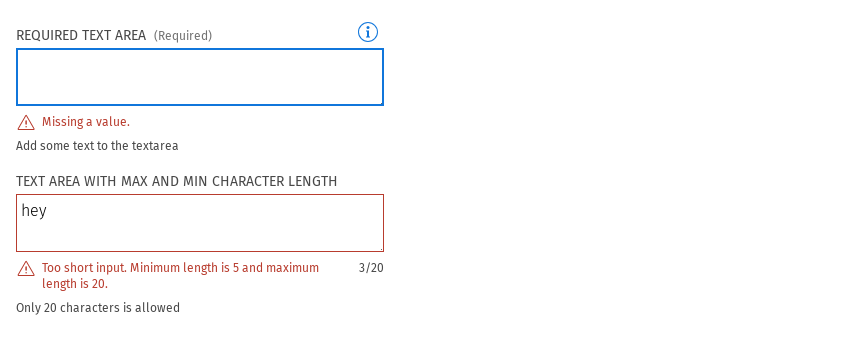 REQUIRED TEXT AREA (Required)
Missing a value.
Add some text to the textarea
TEXT AREA WITH MAX AND MIN CHARACTER LENGTH
hey
Too short input. Minimum length is 5 and maximum 3/20
length is 20.
Only 20 characters is allowed